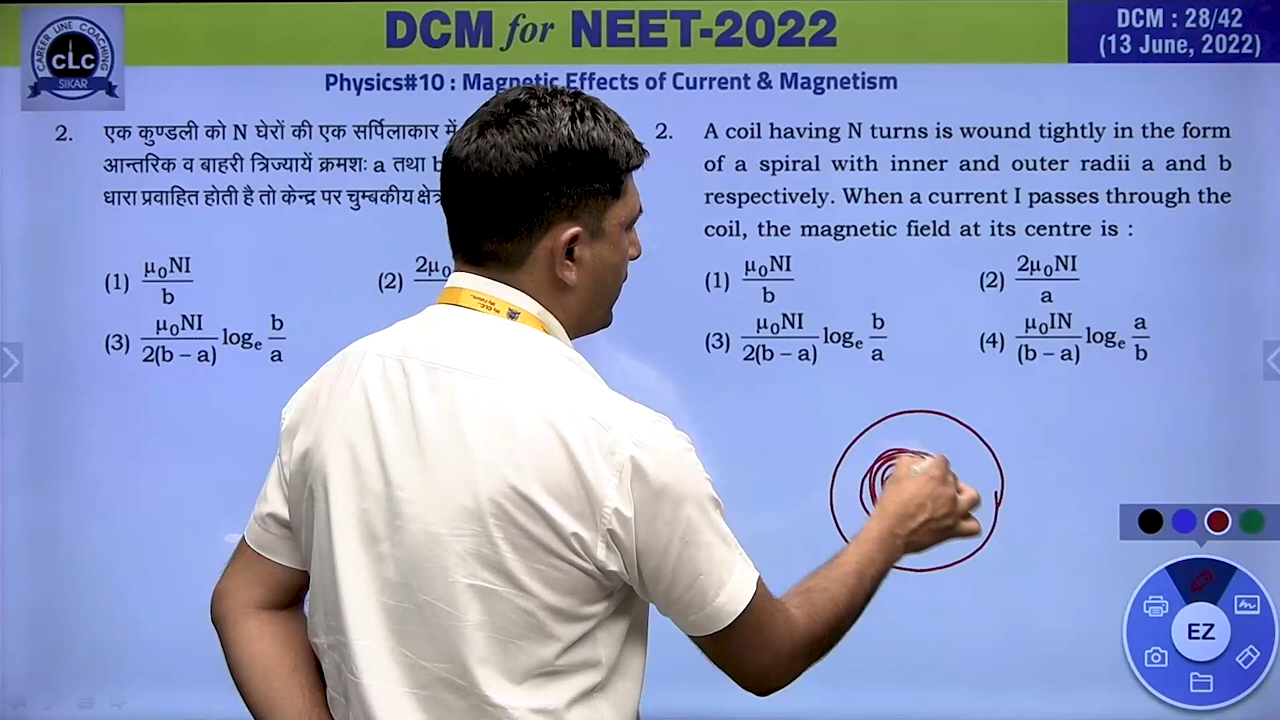 DCM for NEET-2022
DCM : 28/42
(13 June, 2022)
CAREER LINE COACHING
CLC
SIKAR
Physics#10 : Magnetic Effects of Current & Magnetism
2. एक कुण्डली को N घेरों की एक सर्पिलाकार में
आन्तरिक व बाहरी त्रिज्यायें क्रमशः a तथा b
धारा प्रवाहित होती है तो केन्द्र पर चुम्बकीय क्षेत्र
(1) μ₀NI / b
(2) 2μ₀
(3) μ₀NI / 2(b – a) logₑ b / a
2. A coil having N turns is wound tightly in the form
of a spiral with inner and outer radii a and b
respectively. When a current I passes through the
coil, the magnetic field at its centre is :
(1) μ₀NI / b
(2) 2μ₀NI / a
(3) μ₀NI / 2(b – a) logₑ b / a
(4) μ₀IN / (b – a) logₑ a / b
EZ